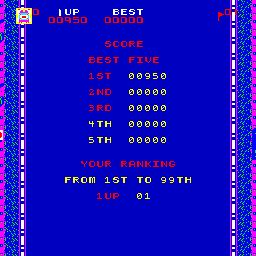 1UP BEST
00950 00000
SCORE
BEST FIVE
1ST 00950
2ND 00000
3RD 00000
4TH 00000
5TH 00000
YOUR RANKING
FROM 1ST TO 99TH
1UP 01